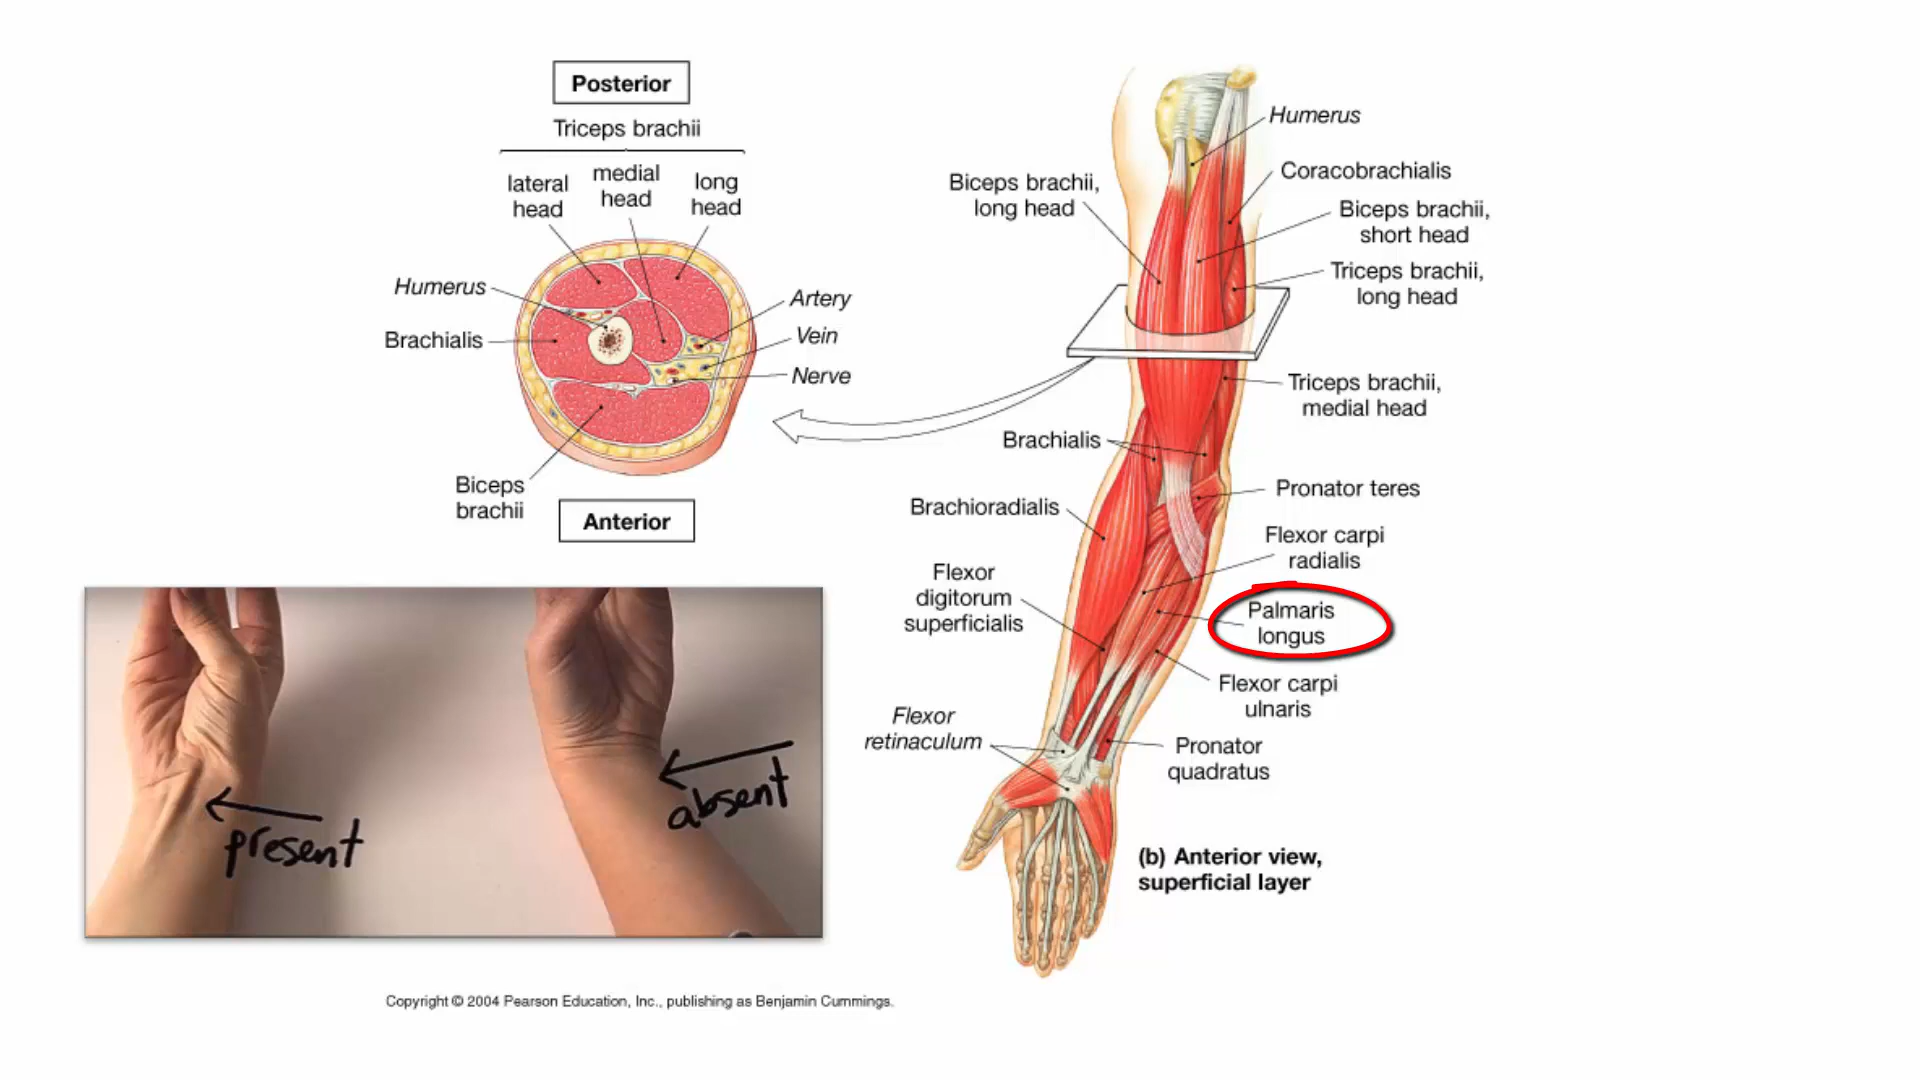 Posterior
Triceps brachii
lateral
head
medial
head
long
head
Humerus
Brachialis
Artery
Vein
Nerve
Biceps
brachii
Anterior
Humerus
Coracobrachialis
Biceps brachii,
long head
Biceps brachii,
short head
Triceps brachii,
long head
Triceps brachii,
medial head
Brachialis
Pronator teres
Brachioradialis
Flexor carpi
radialis
Flexor
digitorum
superficialis
Palmaris
longus
Flexor carpi
ulnaris
Flexor
retinaculum
Pronator
quadratus
(b) Anterior view,
superficial layer
present
absent
Copyright © 2004 Pearson Education, Inc., publishing as Benjamin Cummings.